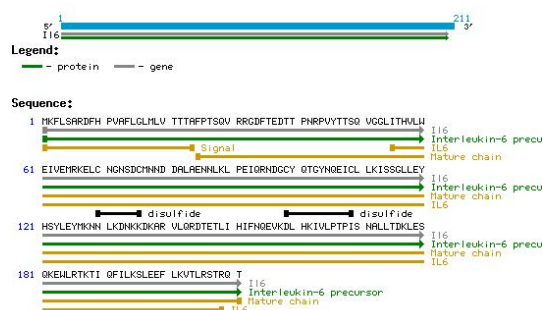 1 211
5' 3'
Il6
Legend:
- protein - gene
Sequence:
1 MKFLSARDFH PVAFLGLMLV TTTAFPTSQV RRGDFTEDTT PNRPVYTTSQ VGGLITHVLW
Il6
Interleukin-6 precu
Signal IL6
Mature chain
61 EIVEMRKELC NGNSDCMNND DALAENNLKL PEIQRNDGCY QTGYNQEICL LKISSGLLEY
Il6
Interleukin-6 precu
Mature chain
IL6
disulfide disulfide
121 HSYLEYMKNN LKDNKKDKAR VLQRDTETLI HIFNQEVKDL HKIVLPTPIS NALLTDKLES
Il6
Interleukin-6 precu
Mature chain
IL6
181 QKEWLRTKTI QFILKSLEEF LKVTLRSTRQ T
Il6
Interleukin-6 precursor
Mature chain
IL6